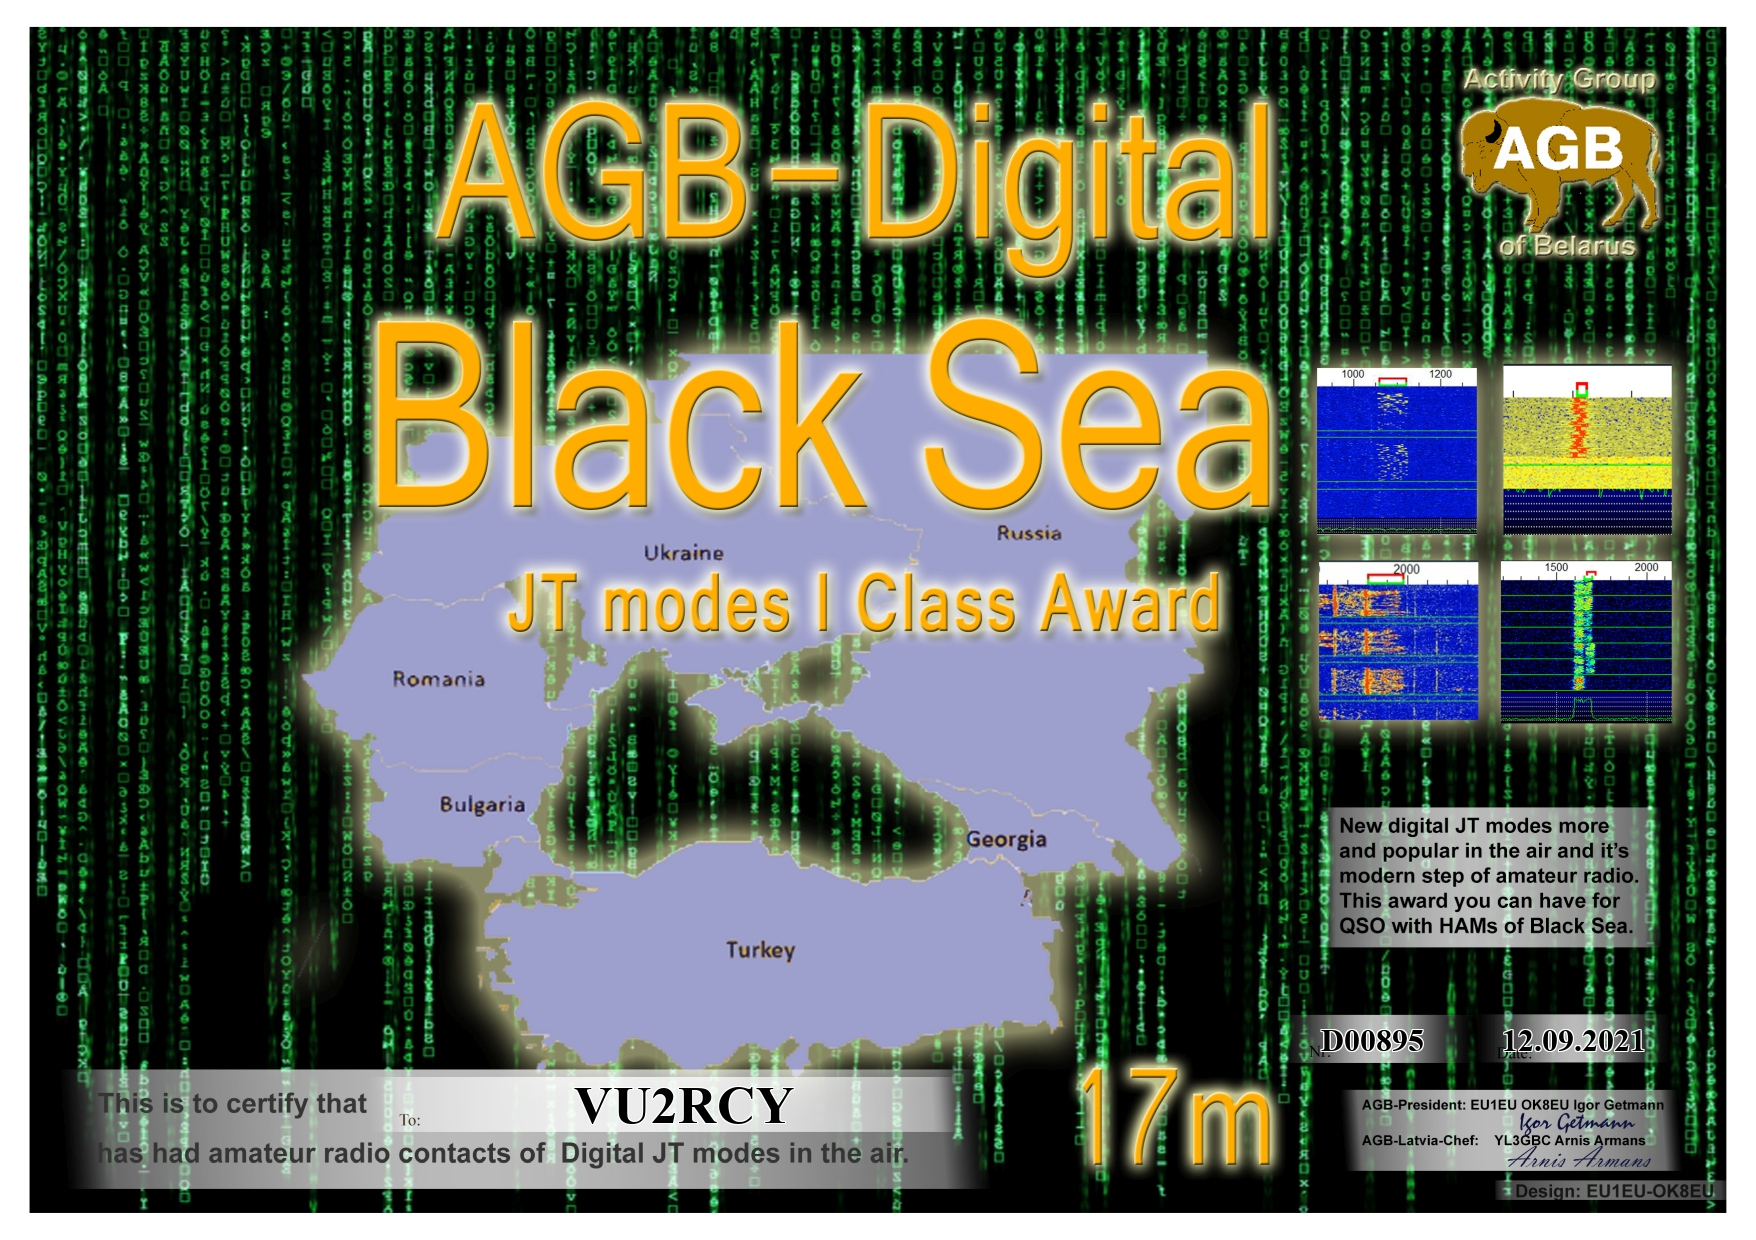 Activity Group
AGB
of Belarus
AGB-Digital
Black Sea
JT modes I Class Award
Ukraine
Russia
Romania
Bulgaria
Georgia
Turkey
1000 1200
2000
1500 2000
New digital JT modes more
and popular in the air and it's
modern step of amateur radio.
This award you can have for
QSO with HAMs of Black Sea.
Nr: D00895
Date: 12.09.2021
This is to certify that
To: VU2RCY
has had amateur radio contacts of Digital JT modes in the air.
17m
AGB-President: EU1EU OK8EU Igor Getmann
Igor Getmann
AGB-Latvia-Chef: YL3GBC Arnis Armans
Arnis Armans
Design: EU1EU-OK8EU